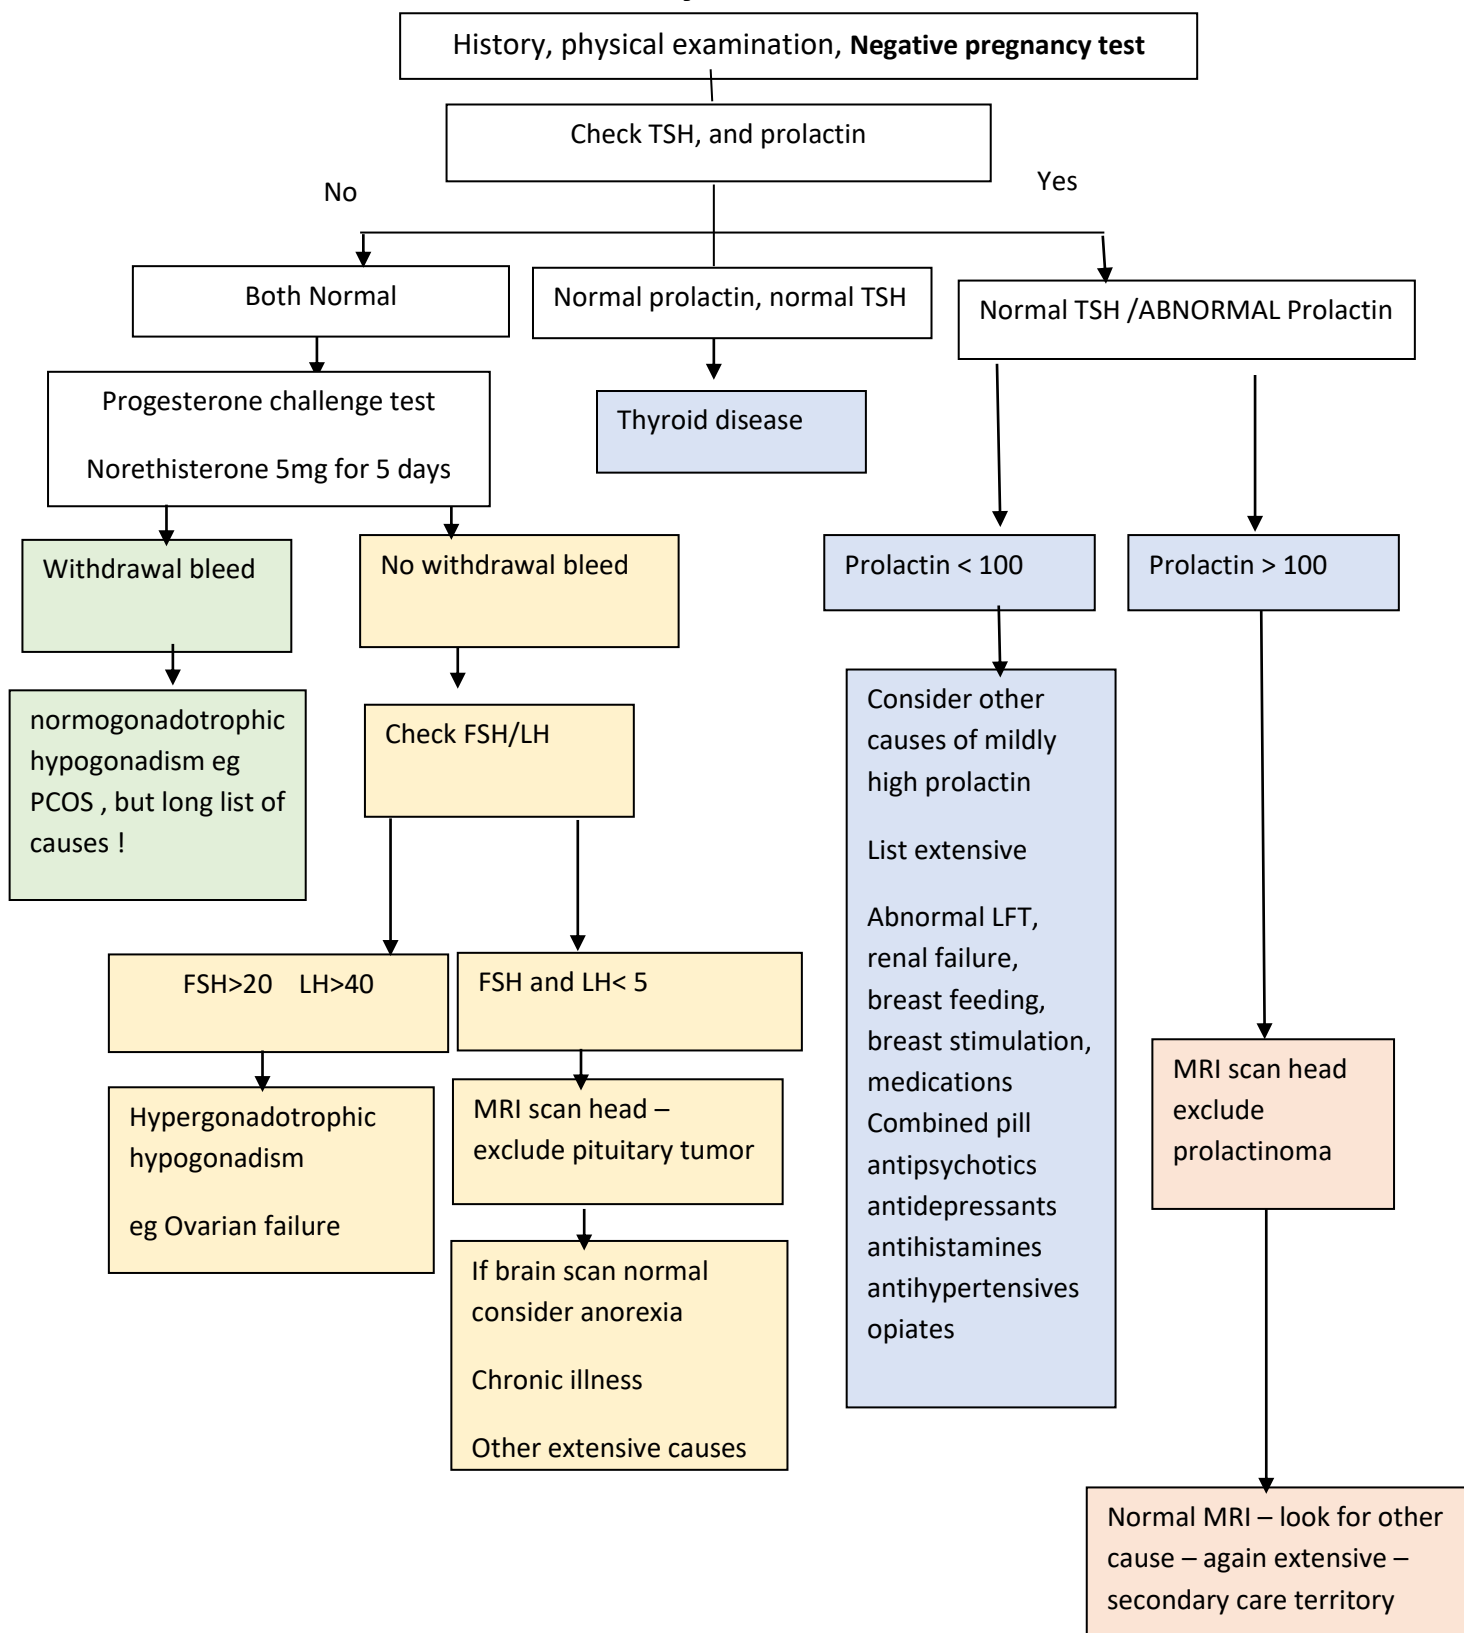 History, physical examination, Negative pregnancy test
Check TSH, and prolactin
No
Yes
Both Normal
Normal prolactin, normal TSH
Normal TSH /ABNORMAL Prolactin
Progesterone challenge test
Norethisterone 5mg for 5 days
Thyroid disease
Withdrawal bleed
No withdrawal bleed
Prolactin < 100
Prolactin > 100
normogonadotrophic
hypogonadism eg
PCOS , but long list of
causes !
Check FSH/LH
Consider other
causes of mildly
high prolactin
List extensive
Abnormal LFT,
renal failure,
breast feeding,
breast stimulation,
medications
Combined pill
antipsychotics
antidepressants
antihistamines
antihypertensives
opiates
FSH>20 LH>40
FSH and LH< 5
Hypergonadotrophic
hypogonadism
eg Ovarian failure
MRI scan head –
exclude pituitary tumor
If brain scan normal
consider anorexia
Chronic illness
Other extensive causes
MRI scan head
exclude
prolactinoma
Normal MRI – look for other
cause – again extensive –
secondary care territory